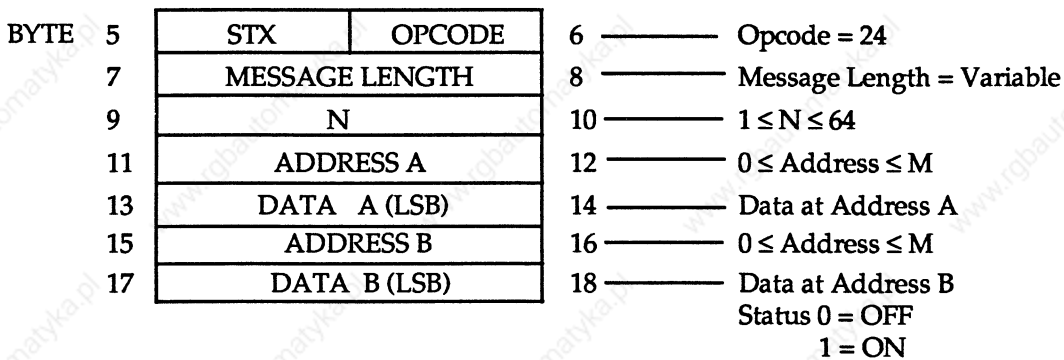 BYTE 5 STX OPCODE 6 Opcode = 24
7 MESSAGE LENGTH 8 Message Length = Variable
9 N 10 1 ≤ N ≤ 64
11 ADDRESS A 12 0 ≤ Address ≤ M
13 DATA A (LSB) 14 Data at Address A
15 ADDRESS B 16 0 ≤ Address ≤ M
17 DATA B (LSB) 18 Data at Address B
Status 0 = OFF
1 = ON